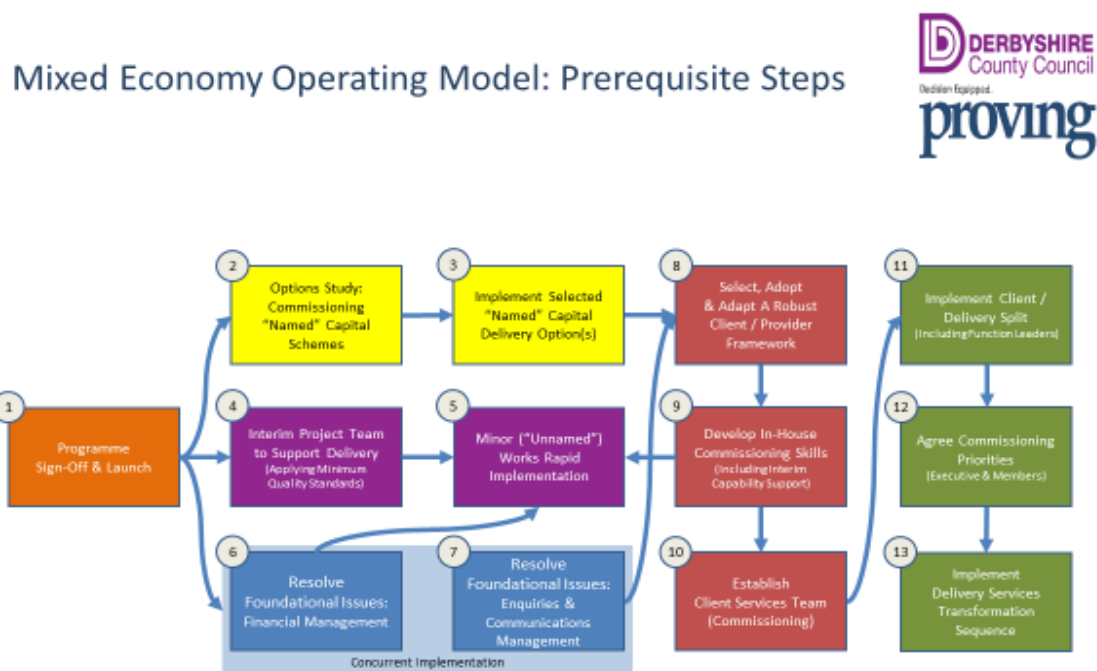 DERBYSHIRE
County Council
Mixed Economy Operating Model: Prerequisite Steps
Decision Equipped.
proving
1
Programme
Sign-Off & Launch
2
Options Study:
Commissioning
"Named" Capital
Schemes
3
Implement Selected
"Named" Capital
Delivery Option(s)
4
Interim Project Team
to Support Delivery
(Applying Minimum
Quality Standards)
5
Minor ("Unnamed")
Works Rapid
Implementation
6
Resolve
Foundational Issues:
Financial Management
7
Resolve
Foundational Issues:
Enquiries &
Communications
Management
Concurrent Implementation
8
Select, Adopt
& Adapt A Robust
Client / Provider
Framework
9
Develop In-House
Commissioning Skills
(Including Interim
Capability Support)
10
Establish
Client Services Team
(Commissioning)
11
Implement Client /
Delivery Split
(Including Function Leaders)
12
Agree Commissioning
Priorities
(Executive & Members)
13
Implement
Delivery Services
Transformation
Sequence